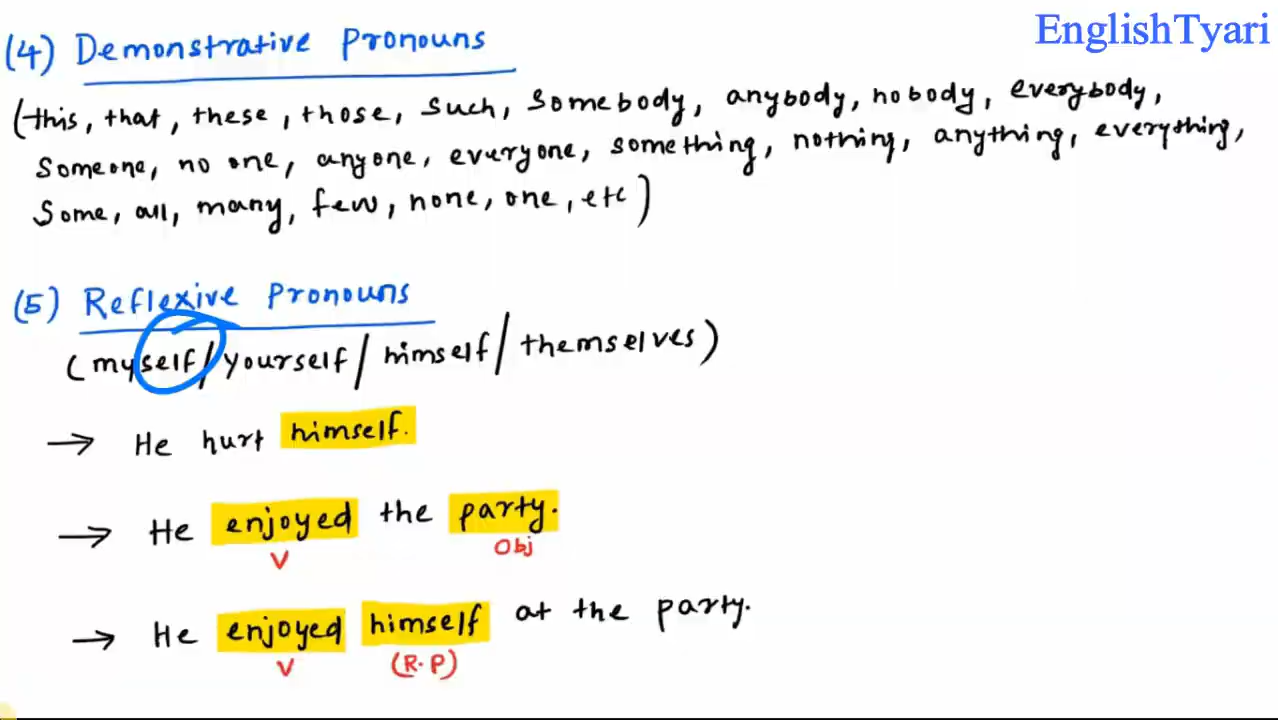 EnglishTyari
(4) Demonstrative Pronouns
(this, that, these, those, such, somebody, anybody, nobody, everybody,
Someone, no one, anyone, everyone, something, nothing, anything, everything,
Some, all, many, few, none, one, etc)
(5) Reflexive Pronouns
(myself/yourself/himself/themselves)
→ He hurt himself.
→ He enjoyed the party.
V Obj
→ He enjoyed himself at the party.
V (R.P)